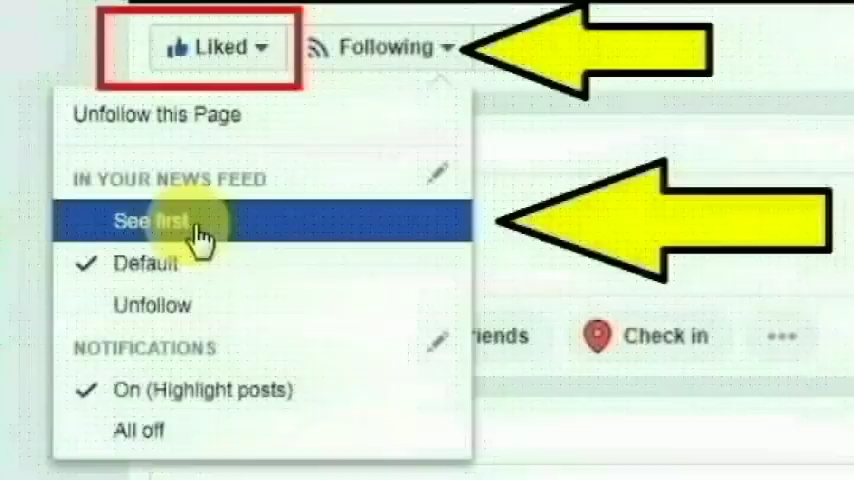 Liked Following
Unfollow this Page
IN YOUR NEWS FEED
See first
Default
Unfollow
NOTIFICATIONS
On (Highlight posts)
All off
riends Check in